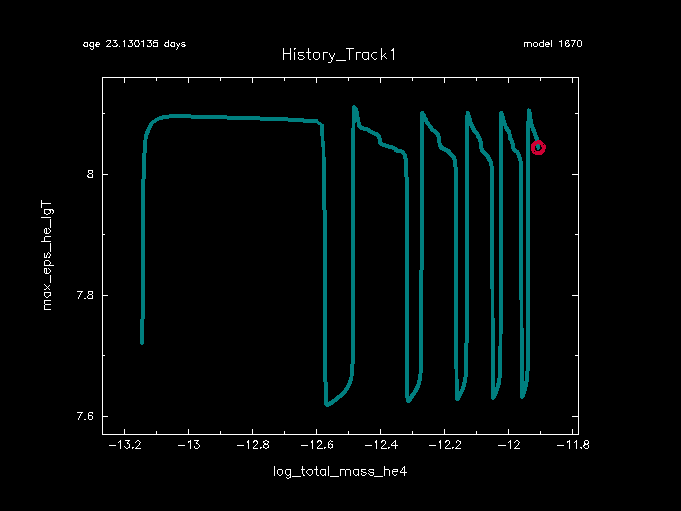 age 23.130135 days
model 1670
History_Track1
8
7.8
7.6
max_eps_he_lgT
-13.2
-13
-12.8
-12.6
-12.4
-12.2
-12
-11.8
log_total_mass_he4